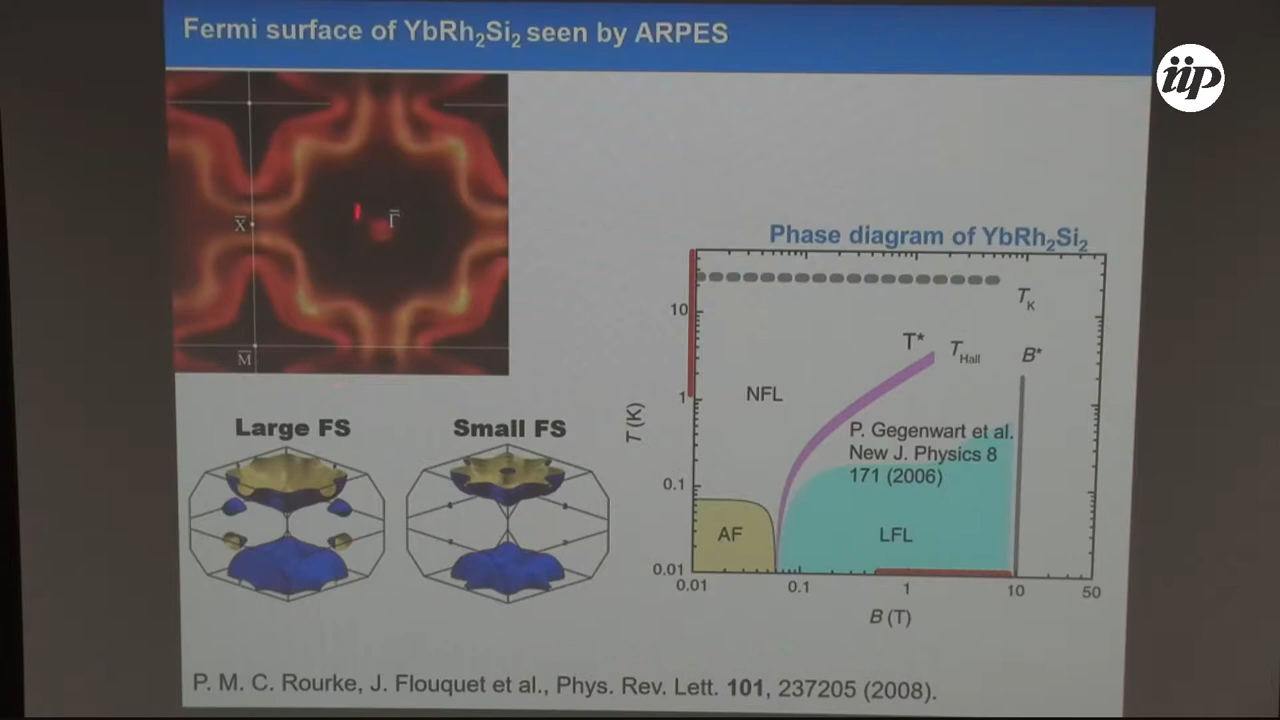 Fermi surface of YbRh₂Si₂ seen by ARPES
iip
X̅
Γ̅
M̅
Large FS
Small FS
Phase diagram of YbRh₂Si₂
T (K)
10
1
0.1
0.01
T_K
T*
T_Hall
B*
NFL
P. Gegenwart et al.
New J. Physics 8
171 (2006)
AF
LFL
0.01
0.1
1
10
50
B (T)
P. M. C. Rourke, J. Flouquet et al., Phys. Rev. Lett. 101, 237205 (2008).